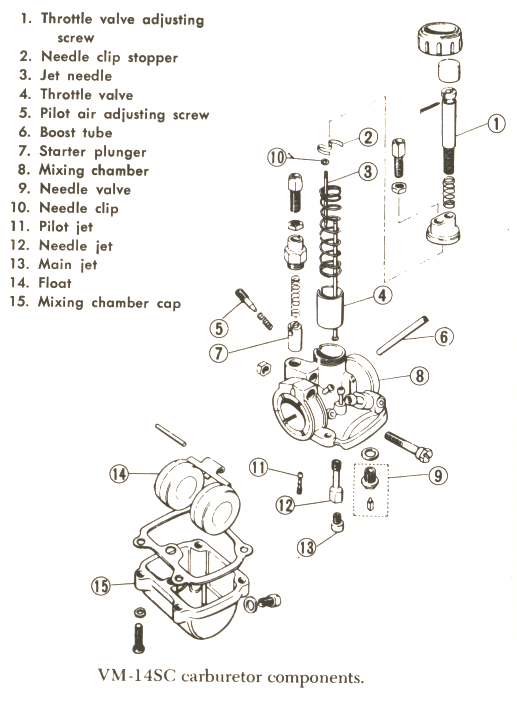 1. Throttle valve adjusting
screw
2. Needle clip stopper
3. Jet needle
4. Throttle valve
5. Pilot air adjusting screw
6. Boost tube
7. Starter plunger
8. Mixing chamber
9. Needle valve
10. Needle clip
11. Pilot jet
12. Needle jet
13. Main jet
14. Float
15. Mixing chamber cap
1
2
10
3
4
5
6
7
8
11
9
14
12
13
15
VM-14SC carburetor components.